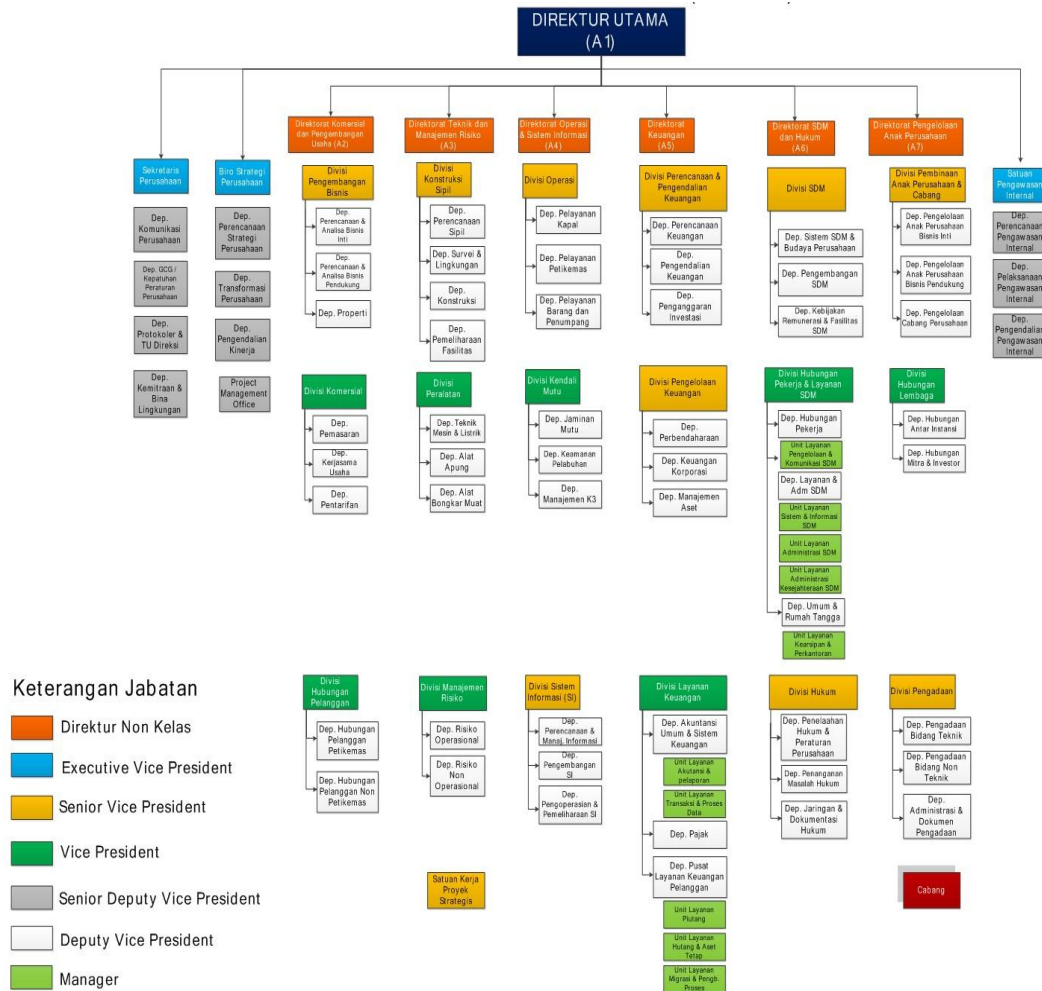 DIREKTUR UTAMA
(A1)
Direktorat Komersial
dan Pengembangan
Usaha (A2)
Direktorat Teknik dan
Manajemen Risiko
(A3)
Direktorat Operasi
& Sistem Informasi
(A4)
Direktorat
Keuangan
(A5)
Direktorat SDM
dan Hukum
(A6)
Direktorat Pengelolaan
Anak Perusahaan
(A7)
Sekretaris
Perusahaan
Biro Strategi
Perusahaan
Divisi
Pengembangan
Bisnis
Divisi
Konstruksi
Sipil
Divisi Operasi
Divisi Perencanaan &
Pengendalian
Keuangan
Divisi SDM
Divisi Pembinaan
Anak Perusahaan &
Cabang
Satuan
Pengawasan
Internal
Dep.
Komunikasi
Perusahaan
Dep. GCG /
Kepatuhan
Peraturan
Perusahaan
Dep.
Protokoler &
TU Direksi
Dep.
Kemitraan &
Bina
Lingkungan
Dep.
Perencanaan
Strategi
Perusahaan
Dep.
Transformasi
Perusahaan
Dep.
Pengendalian
Kinerja
Project
Management
Office
Dep.
Perencanaan &
Analisa Bisnis
Inti
Dep.
Perencanaan &
Analisa Bisnis
Pendukung
Dep. Properti
Dep.
Perencanaan
Sipil
Dep. Survei &
Lingkungan
Dep.
Konstruksi
Dep.
Pemeliharaan
Fasilitas
Dep. Pelayanan
Kapal
Dep. Pelayanan
Petikemas
Dep. Pelayanan
Barang dan
Penumpang
Dep. Perencanaan
Keuangan
Dep.
Pengendalian
Keuangan
Dep.
Penganggaran
Investasi
Dep. Sistem SDM &
Budaya Perusahaan
Dep. Pengembangan
SDM
Dep. Kebijakan
Remunerasi & Fasilitas
SDM
Dep. Pengelolaan
Anak Perusahaan
Bisnis Inti
Dep. Pengelolaan
Anak Perusahaan
Bisnis Pendukung
Dep. Pengelolaan
Cabang Perusahaan
Dep.
Perencanaan
Pengawasan
Internal
Dep.
Pelaksanaan
Pengawasan
Internal
Dep.
Pengendalian
Pengawasan
Internal
Divisi Komersial
Dep.
Pemasaran
Dep.
Kerjasama
Usaha
Dep.
Pentarifan
Divisi
Peralatan
Dep. Teknik
Mesin & Listrik
Dep. Alat
Apung
Dep. Alat
Bongkar Muat
Divisi Kendali
Mutu
Dep. Jaminan
Mutu
Dep. Keamanan
Pelabuhan
Dep.
Manajemen K3
Divisi Pengelolaan
Keuangan
Dep.
Perbendaharaan
Dep. Keuangan
Korporasi
Dep. Manajemen
Aset
Divisi Hubungan
Pekerja & Layanan
SDM
Dep. Hubungan
Pekerja
Unit Layanan
Pengelolaan &
Komunikasi SDM
Dep. Layanan &
Adm SDM
Unit Layanan
Sistem & Informasi
SDM
Unit Layanan
Administrasi SDM
Unit Layanan
Administrasi
Kesejahteraan SDM
Dep. Umum &
Rumah Tangga
Unit Layanan
Kearsipan &
Perkantoran
Divisi
Hubungan
Lembaga
Dep. Hubungan
Antar Instansi
Dep. Hubungan
Mitra & Investor
Divisi
Hubungan
Pelanggan
Dep. Hubungan
Pelanggan
Petikemas
Dep. Hubungan
Pelanggan Non
Petikemas
Divisi Manajemen
Risiko
Dep. Risiko
Operasional
Dep. Risiko
Non
Operasional
Satuan Kerja
Proyek
Strategis
Divisi Sistem
Informasi (SI)
Dep.
Perencanaan &
Manaj. Informasi
Dep.
Pengembangan
SI
Dep.
Pengoperasian &
Pemeliharaan SI
Divisi Layanan
Keuangan
Dep. Akuntansi
Umum & Sistem
Keuangan
Unit Layanan
Akutansi &
pelaporan
Unit Layanan
Transaksi & Proses
Data
Dep. Pajak
Dep. Pusat
Layanan Keuangan
Pelanggan
Unit Layanan
Piutang
Unit Layanan
Hutang & Aset
Tetap
Unit Layanan
Migrasi & Pengb.
Proses
Divisi Hukum
Dep. Penelaahan
Hukum &
Peraturan
Perusahaan
Dep. Penanganan
Masalah Hukum
Dep. Jaringan &
Dokumentasi
Hukum
Divisi Pengadaan
Dep. Pengadaan
Bidang Teknik
Dep. Pengadaan
Bidang Non
Teknik
Dep.
Administrasi &
Dokumen
Pengadaan
Cabang
Keterangan Jabatan
Direktur Non Kelas
Executive Vice President
Senior Vice President
Vice President
Senior Deputy Vice President
Deputy Vice President
Manager